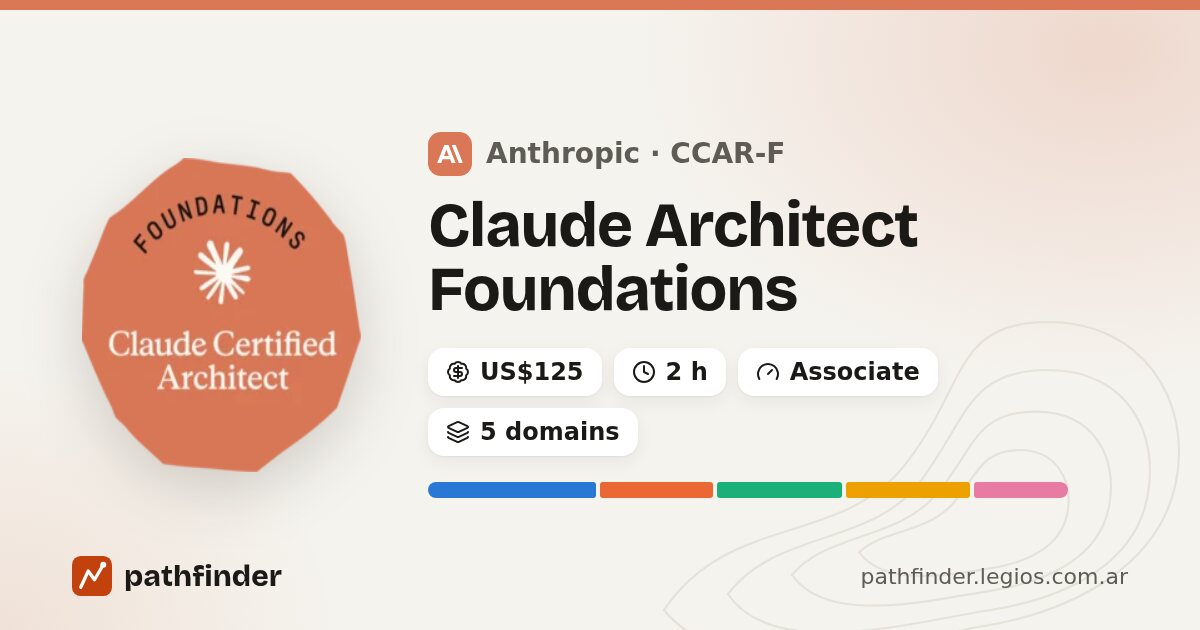 FOUNDATIONS
Claude Certified
Architect
Anthropic · CCAR-F
Claude Architect
Foundations
US$125
2 h
Associate
5 domains
pathfinder
pathfinder.legios.com.ar